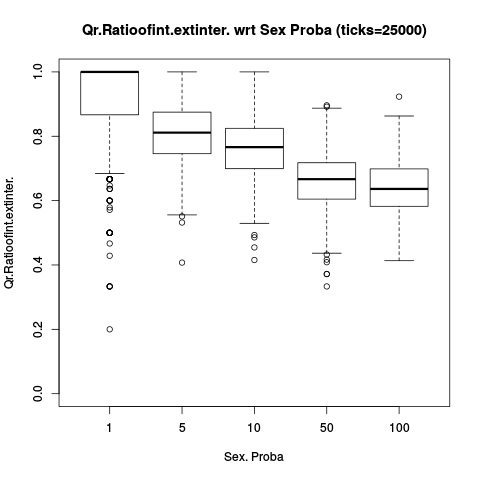 Qr.Ratioofint.extinter. wrt Sex Proba (ticks=25000)
Qr.Ratioofint.extinter.
1.0
0.8
0.6
0.4
0.2
0.0
1 5 10 50 100
Sex. Proba